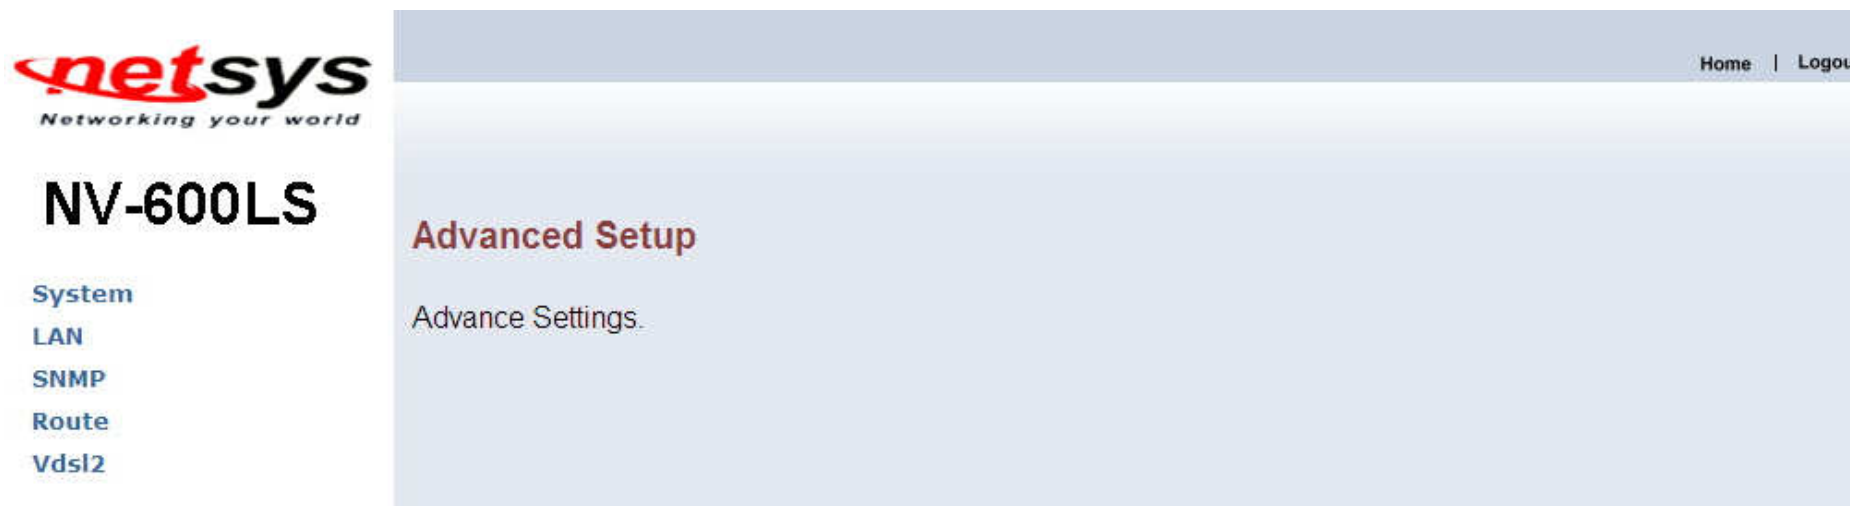 netsys
Networking your world
Home | Logou
NV-600LS
Advanced Setup
System
Advance Settings.
LAN
SNMP
Route
Vdsl2